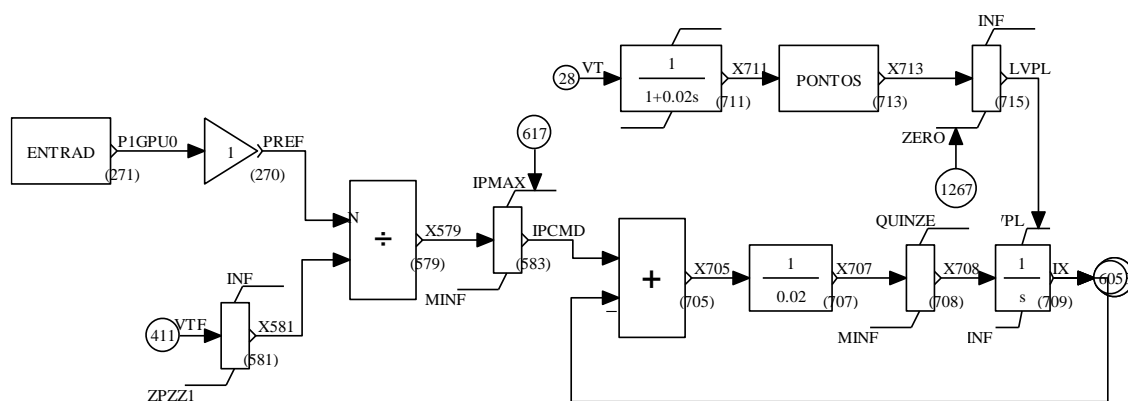 INF
28
VT
1
1+0.02s
X711
(711)
PONTOS
X713
(713)
LVPL
(715)
ZERO
1267
617
ENTRAD
P1GPU0
(271)
1
PREF
(270)
IPMAX
N
÷
X579
(579)
IPCMD
(583)
MINF
INF
411
VTF
X581
(581)
ZPZZ1
+
–
X705
(705)
1
0.02
X707
(707)
QUINZE
X708
(708)
MINF
VPL
1
s
IX
(709)
INF
605